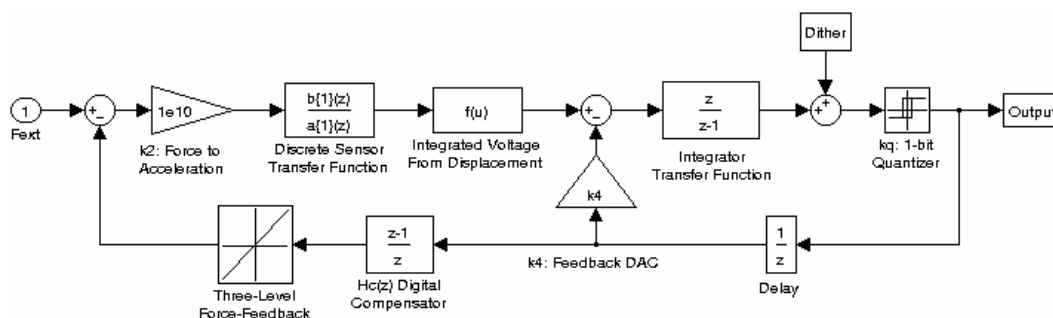 Dither
1
Fext
+
−
1e10
k2: Force to
Acceleration
b{1}(z)
a{1}(z)
Discrete Sensor
Transfer Function
f(u)
Integrated Voltage
From Displacement
+
−
z
z-1
Integrator
Transfer Function
+
+
kq: 1-bit
Quantizer
Output
k4
k4: Feedback DAC
Three-Level
Force-Feedback
z-1
z
Hc(z) Digital
Compensator
1
z
Delay